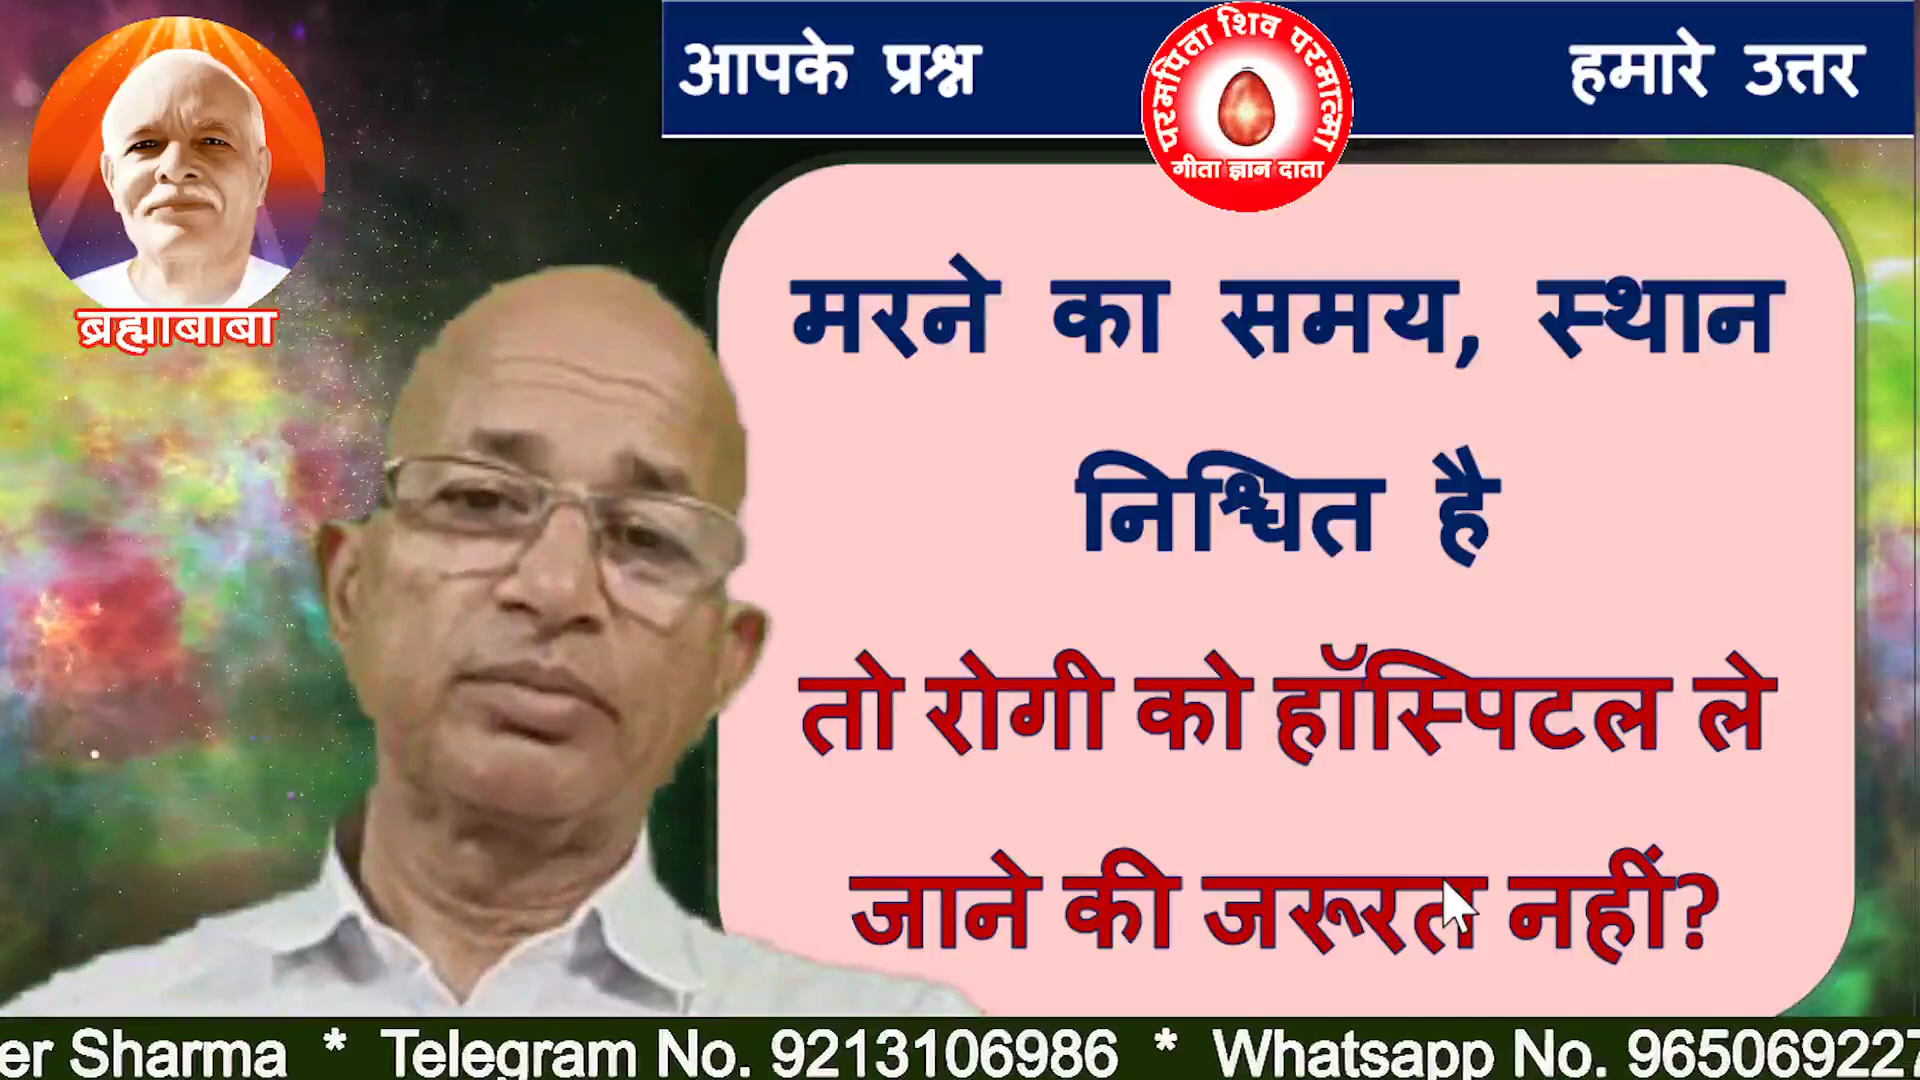 आपके प्रश्न
परमपिता शिव परमात्मा
गीता ज्ञान दाता
हमारे उत्तर
ब्रह्माबाबा
मरने का समय, स्थान
निश्चित है
तो रोगी को हॉस्पिटल ले
जाने की जरूरत नहीं?
er Sharma * Telegram No. 9213106986 * Whatsapp No. 965069227